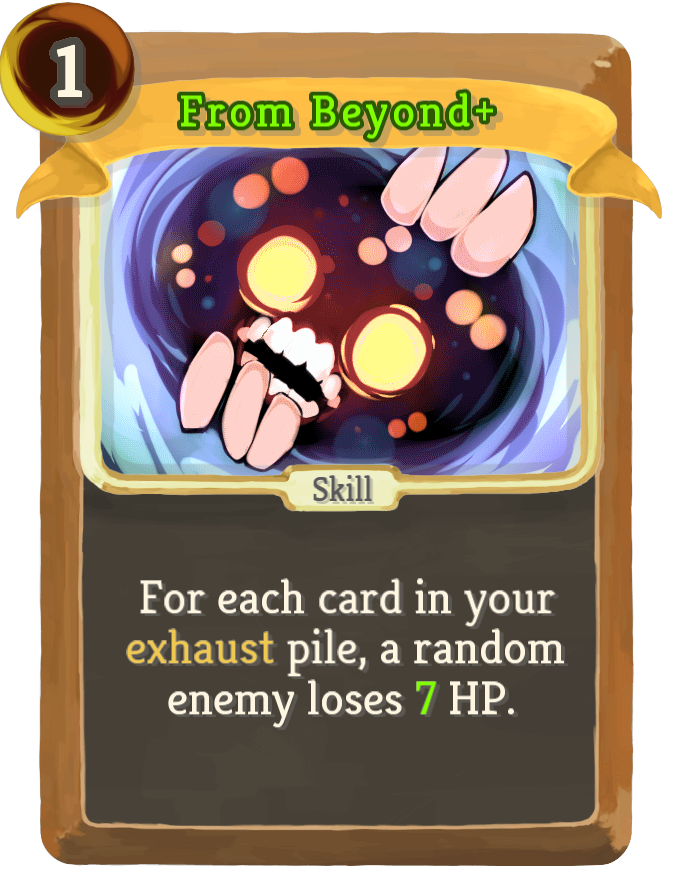 1
From Beyond+
Skill
For each card in your
exhaust pile, a random
enemy loses 7 HP.